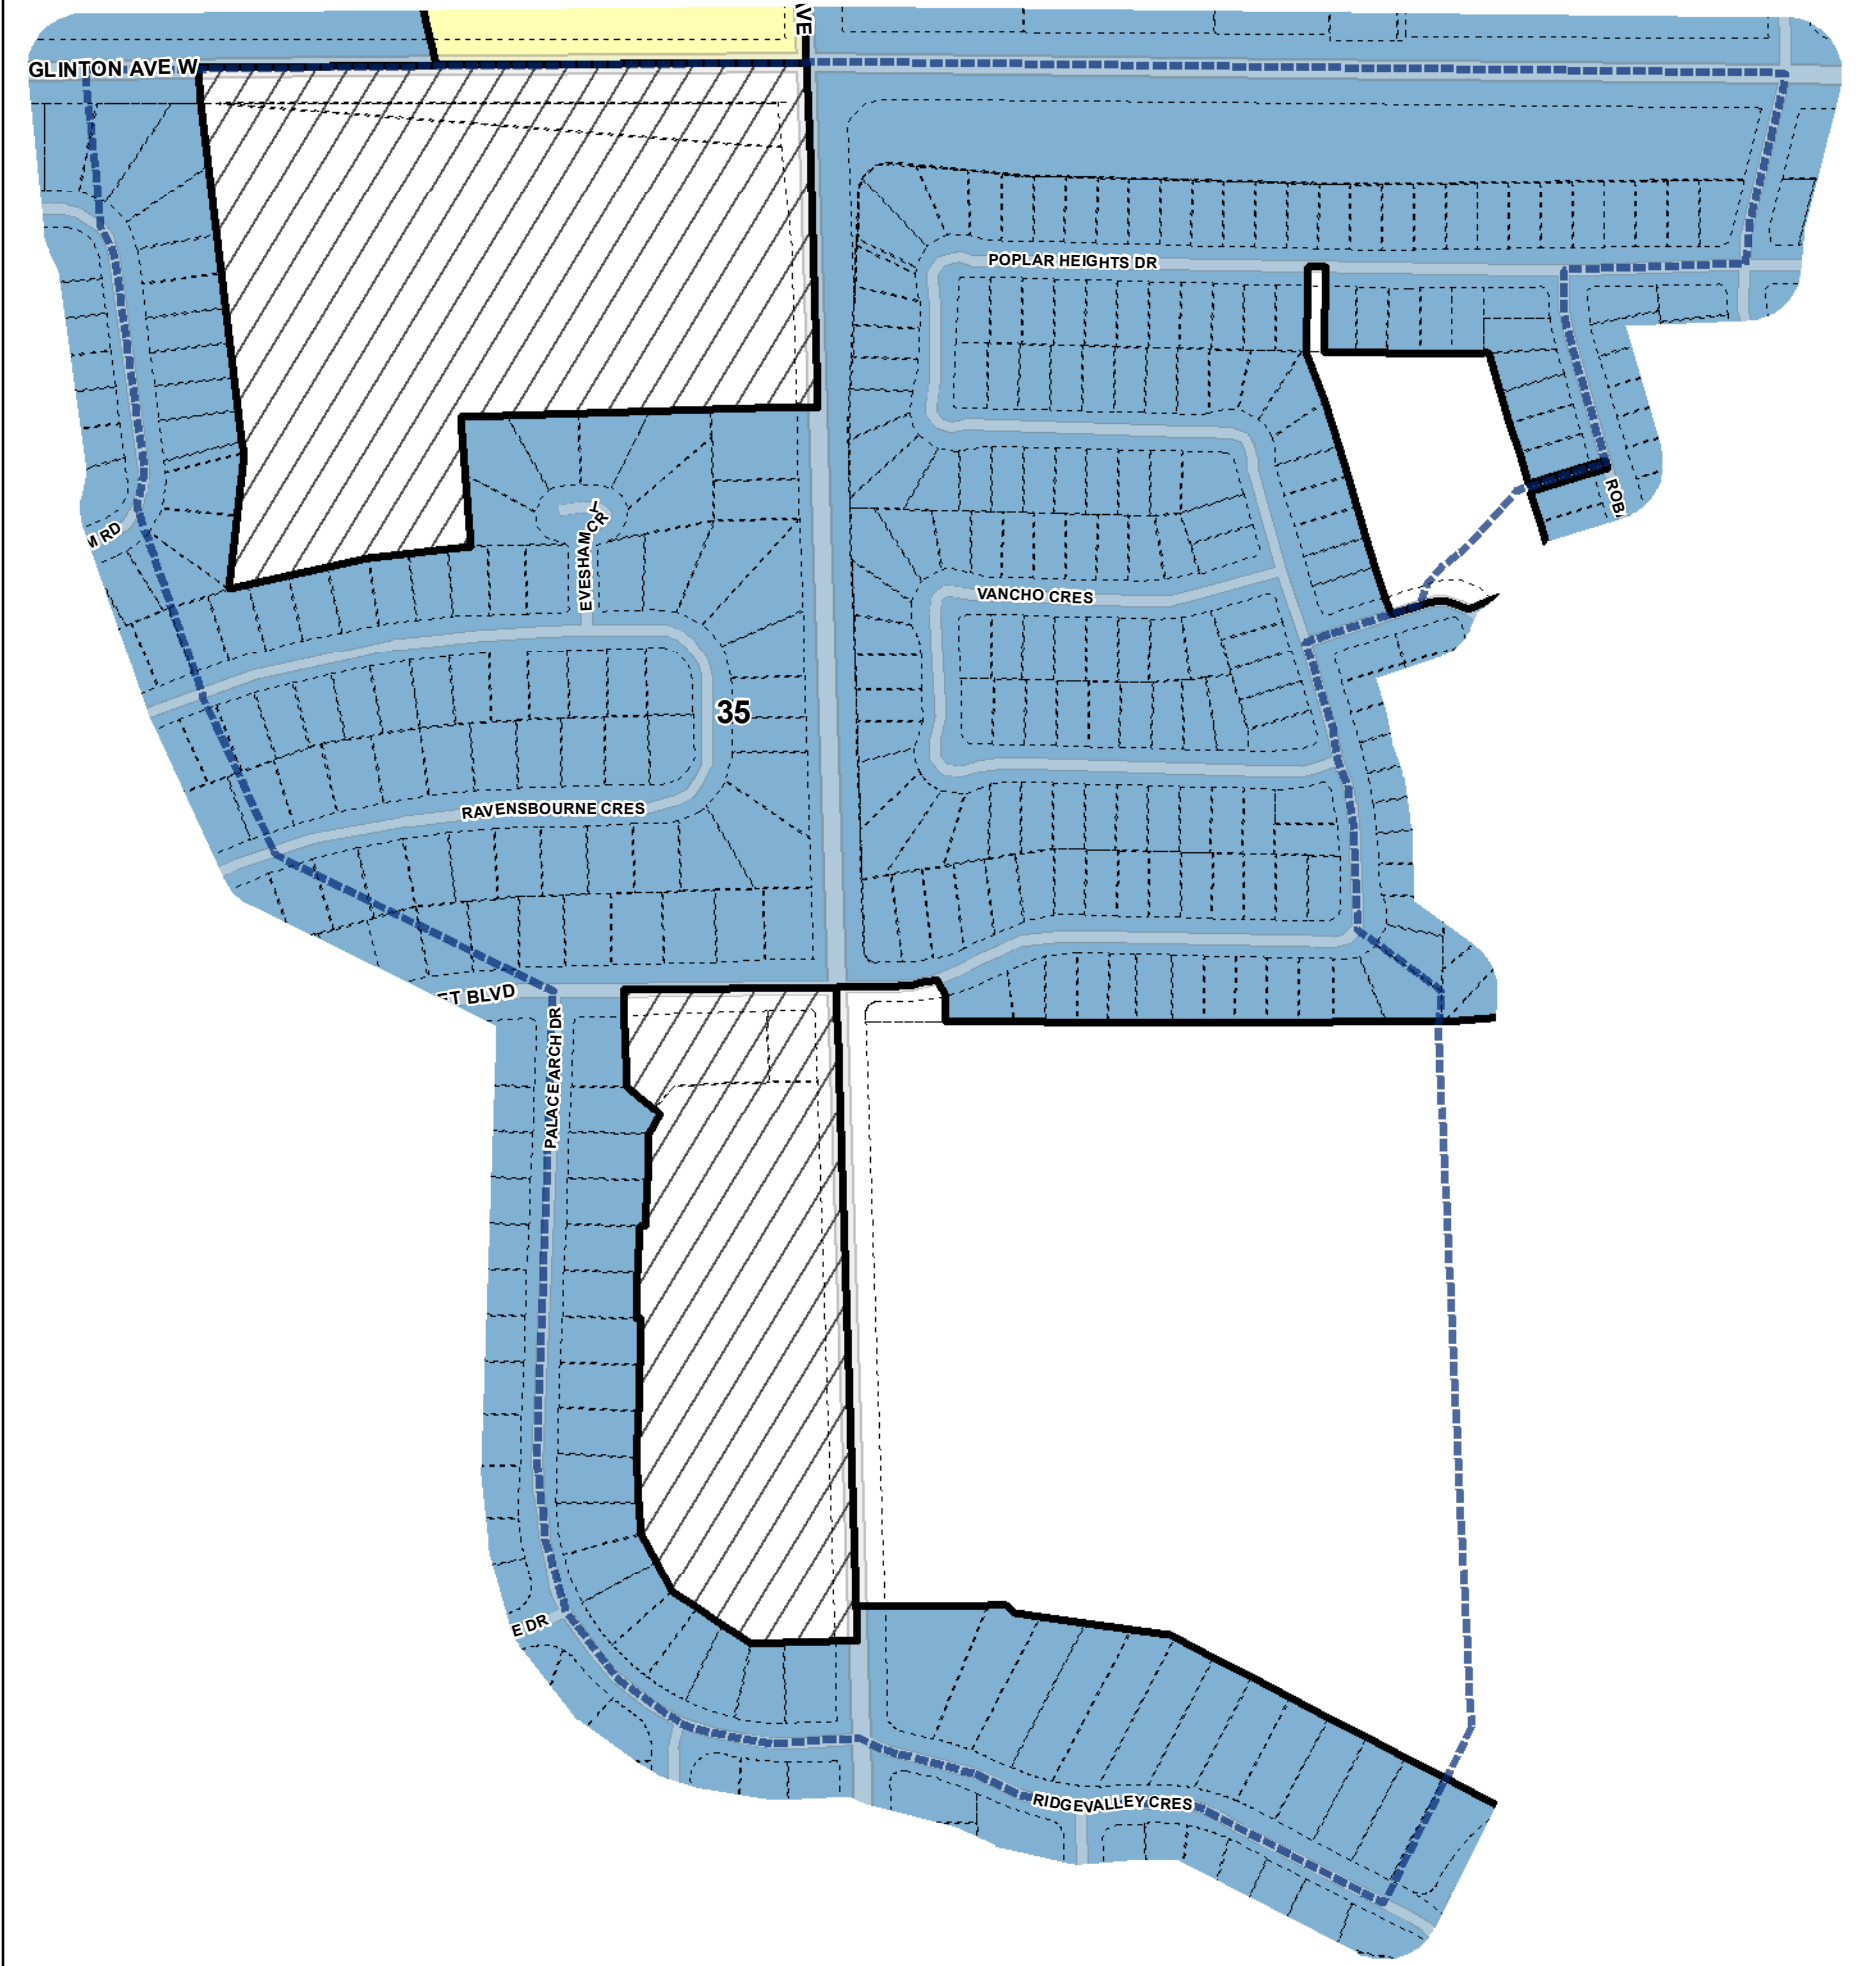 VE
GLINTON AVE W
POPLAR HEIGHTS DR
ROB
M RD
EVESHAM CRT
VANCHO CRES
35
RAVENSBOURNE CRES
ET BLVD
PALACE ARCH DR
E DR
RIDGEVALLEY CRES